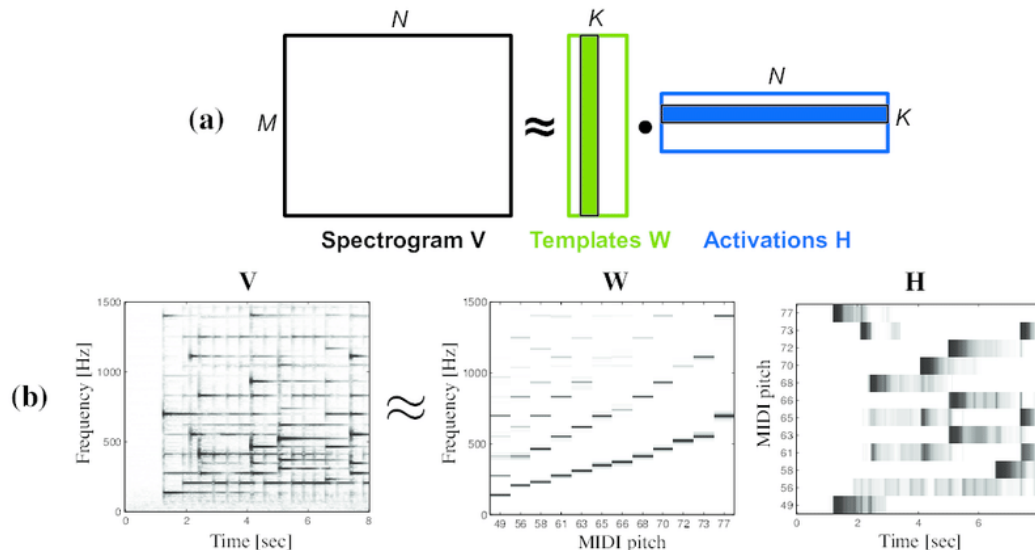 N
K
N
(a)
M
≈
•
K
Spectrogram V
Templates W
Activations H
V
W
H
(b)
Frequency [Hz]
1500
1000
500
0
0
2
4
6
8
Time [sec]
≈
Frequency [Hz]
1500
1000
500
0
49 56 58 61 63 65 66 68 70 72 73 77
MIDI pitch
MIDI pitch
77
73
72
70
68
66
65
63
61
58
56
49
0
2
4
6
Time [sec]